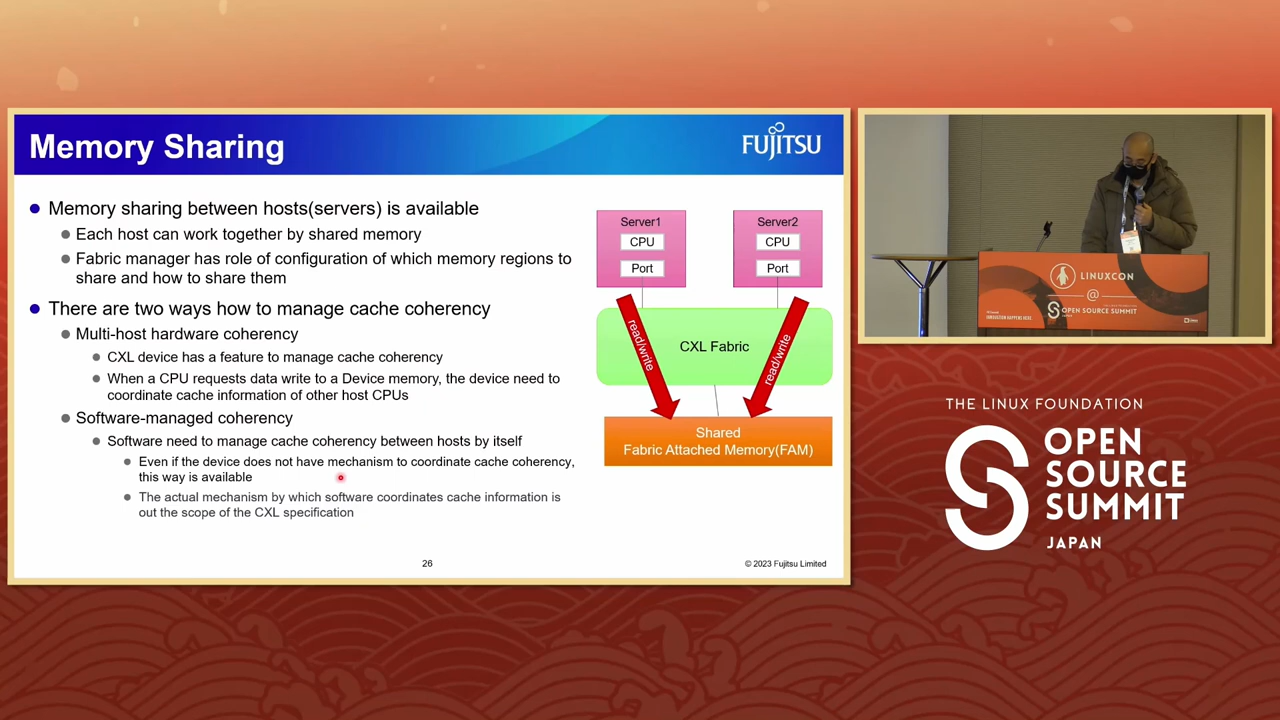 Memory Sharing
FUJITSU
Memory sharing between hosts(servers) is available
Each host can work together by shared memory
Fabric manager has role of configuration of which memory regions to
share and how to share them
There are two ways how to manage cache coherency
Multi-host hardware coherency
CXL device has a feature to manage cache coherency
When a CPU requests data write to a Device memory, the device need to
coordinate cache information of other host CPUs
Software-managed coherency
Software need to manage cache coherency between hosts by itself
Even if the device does not have mechanism to coordinate cache coherency,
this way is available
The actual mechanism by which software coordinates cache information is
out the scope of the CXL specification
Server1
CPU
Port
Server2
CPU
Port
read/write
CXL Fabric
read/write
Shared
Fabric Attached Memory(FAM)
26
© 2023 Fujitsu Limited
LINUXCON
@
OPEN SOURCE SUMMIT
THE LINUX FOUNDATION
OPEN
SOURCE
SUMMIT
JAPAN